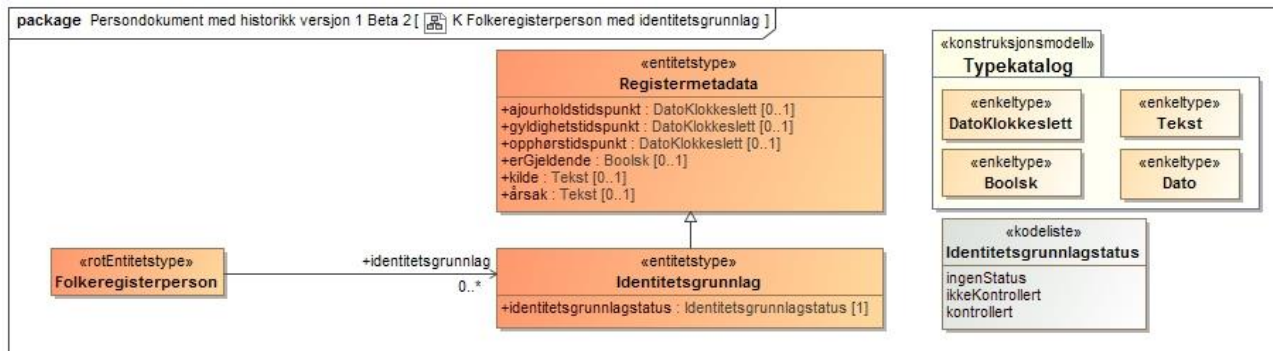 package Persondokument med historikk versjon 1 Beta 2 [ K Folkeregisterperson med identitetsgrunnlag ]
«entitetstype»
Registermetadata
+ajourholdstidspunkt : DatoKlokkeslett [0..1]
+gyldighetstidspunkt : DatoKlokkeslett [0..1]
+opphørstidspunkt : DatoKlokkeslett [0..1]
+erGjeldende : Boolsk [0..1]
+kilde : Tekst [0..1]
+årsak : Tekst [0..1]
«konstruksjonsmodell»
Typekatalog
«enkeltype»
DatoKlokkeslett
«enkeltype»
Tekst
«enkeltype»
Boolsk
«enkeltype»
Dato
«rotEntitetstype»
Folkeregisterperson
+identitetsgrunnlag
0..*
«entitetstype»
Identitetsgrunnlag
+identitetsgrunnlagstatus : Identitetsgrunnlagstatus [1]
«kodeliste»
Identitetsgrunnlagstatus
ingenStatus
ikkeKontrollert
kontrollert